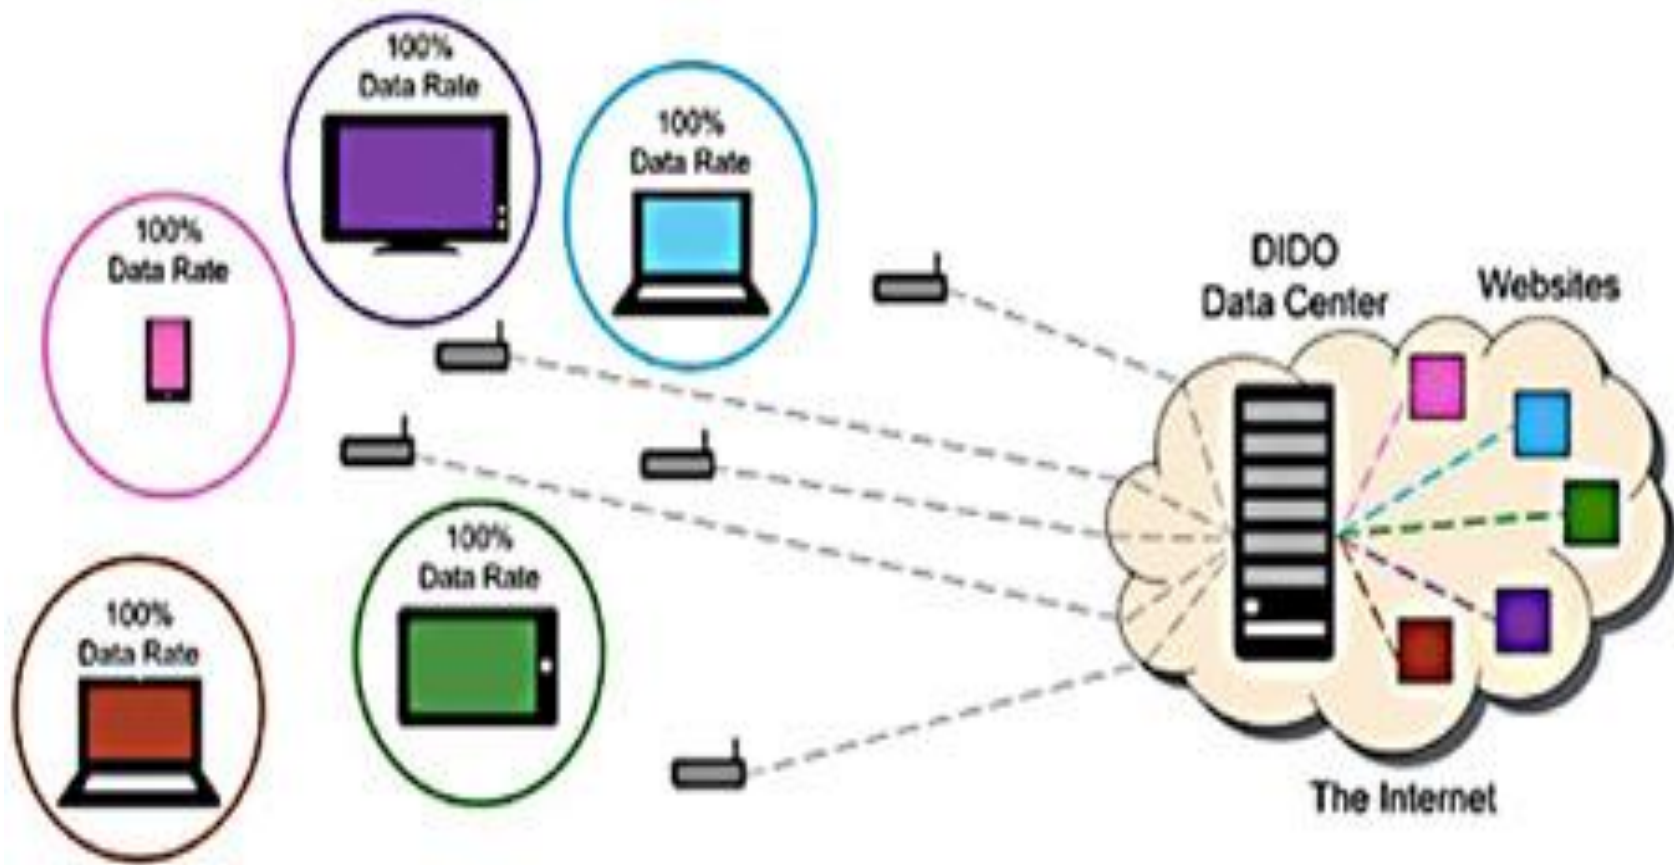 100%
Data Rate
100%
Data Rate
100%
Data Rate
100%
Data Rate
100%
Data Rate
DIDO
Data Center
Websites
The Internet